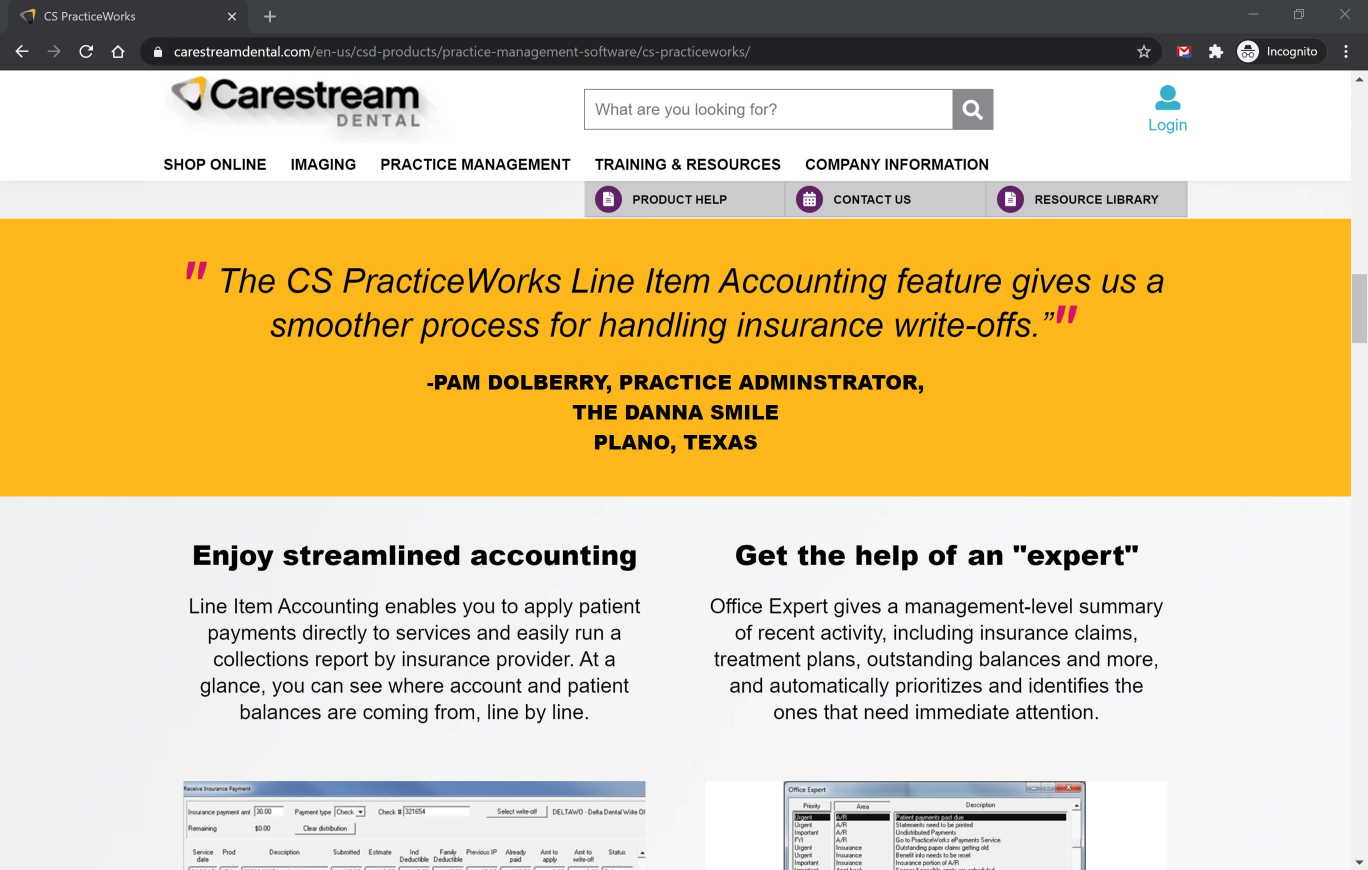 CS PracticeWorks
carestreamdental.com/en-us/csd-products/practice-management-software/cs-practiceworks/
Incognito
Carestream
DENTAL
What are you looking for?
Login
SHOP ONLINE IMAGING PRACTICE MANAGEMENT TRAINING & RESOURCES COMPANY INFORMATION
PRODUCT HELP CONTACT US RESOURCE LIBRARY
" The CS PracticeWorks Line Item Accounting feature gives us a
smoother process for handling insurance write-offs.”"
-PAM DOLBERRY, PRACTICE ADMINSTRATOR,
THE DANNA SMILE
PLANO, TEXAS
Enjoy streamlined accounting
Line Item Accounting enables you to apply patient
payments directly to services and easily run a
collections report by insurance provider. At a
glance, you can see where account and patient
balances are coming from, line by line.
Get the help of an "expert"
Office Expert gives a management-level summary
of recent activity, including insurance claims,
treatment plans, outstanding balances and more,
and automatically prioritizes and identifies the
ones that need immediate attention.
Receive Insurance Payment
Insurance payment amt 30.00 Payment type Check Check # 321654 Select write-off DELTAWO - Delta Dental Write Of
Remaining $0.00 Clear distribution
Service date Prod Description Submitted Estimate Ind Deductible Family Deductible Previous IP Already paid Amt to apply Amt to write-off Status
Office Expert
Priority Area Description
Urgent A/R Patient payments past due
Urgent A/R Statements need to be printed
Important A/R Undistributed Payments
FYI A/R Go to PracticeWorks ePayments Service
Urgent Insurance Outstanding paper claims getting old
Urgent Insurance Benefit info needs to be reset
Important Insurance Insurance portion of A/R